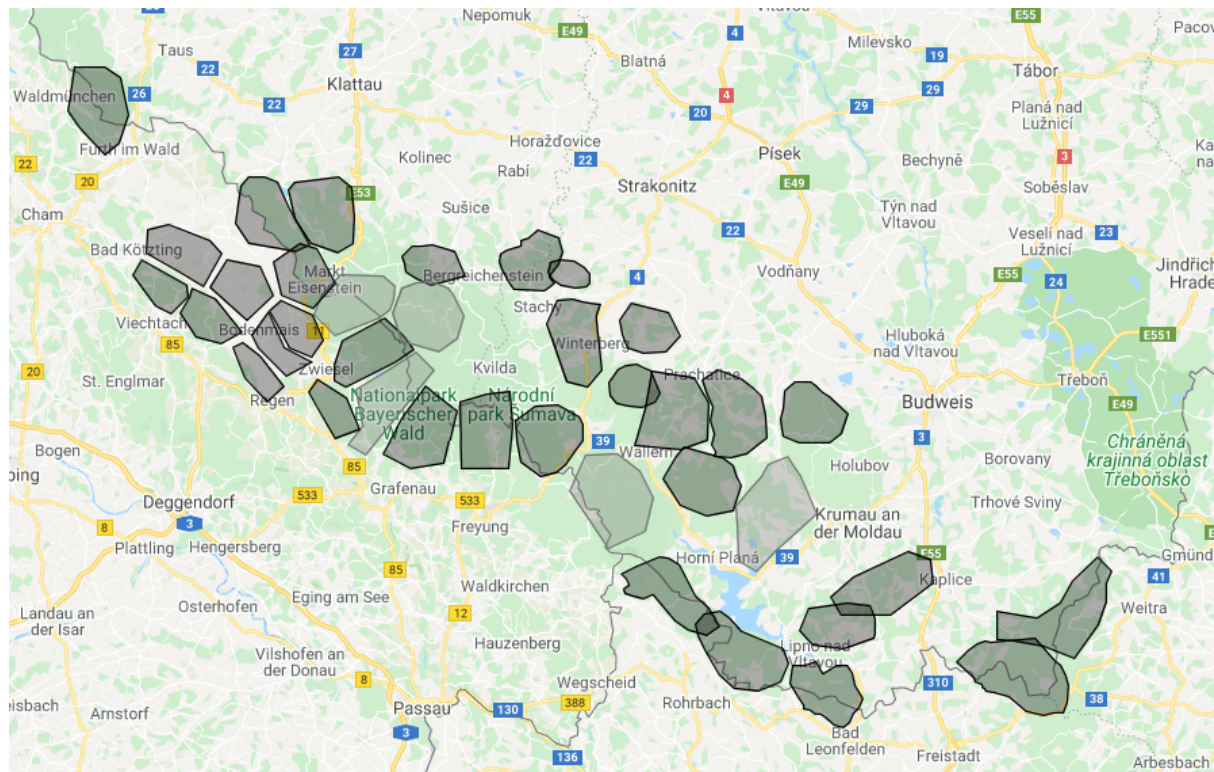 Nepomuk
E49
E55
Taus
27
4
Milevsko
19
22
Blatná
Tábor
Klattau
4
29
Waldmünchen
26
22
20
29
Planá nad
Lužnicí
Furth im Wald
Horažďovice
Kolinec
22
Písek
Bechyně
3
22
20
Rabí
Strakonitz
E49
Soběslav
Cham
E53
Sušice
Týn nad
Vltavou
22
Veselí nad
Lužnicí
23
Bad Kötzting
Markt
Eisenstein
Bergreichenstein
4
Vodňany
E55
24
Jindřich
Hrade
Stachy
Viechtach
Bodenmais
11
Winterberg
Hluboká
nad Vltavou
E551
85
20
St. Englmar
Zwiesel
Kvilda
Prachatice
Třeboň
Regen
Nationalpark
Bayerischer
Wald
Národní
park Šumava
Budweis
E49
39
3
Chráněná
krajinná oblast
Třeboňsko
Bogen
Wallern
Holubov
Borovany
ping
85
Grafenau
Deggendorf
533
533
Trhové Sviny
8
3
Freyung
Krumau an
der Moldau
Plattling
Hengersberg
Horní Planá
39
E55
Gmünd
85
Waldkirchen
Kaplice
41
Osterhofen
Eging am See
12
Weitra
Landau an
der Isar
Hauzenberg
Lipno nad
Vltavou
Vilshofen an
der Donau
8
Wegscheid
310
388
Rohrbach
38
eisbach
Arnstorf
Passau
130
3
Bad
Leonfelden
136
Freistadt
Arbesbach